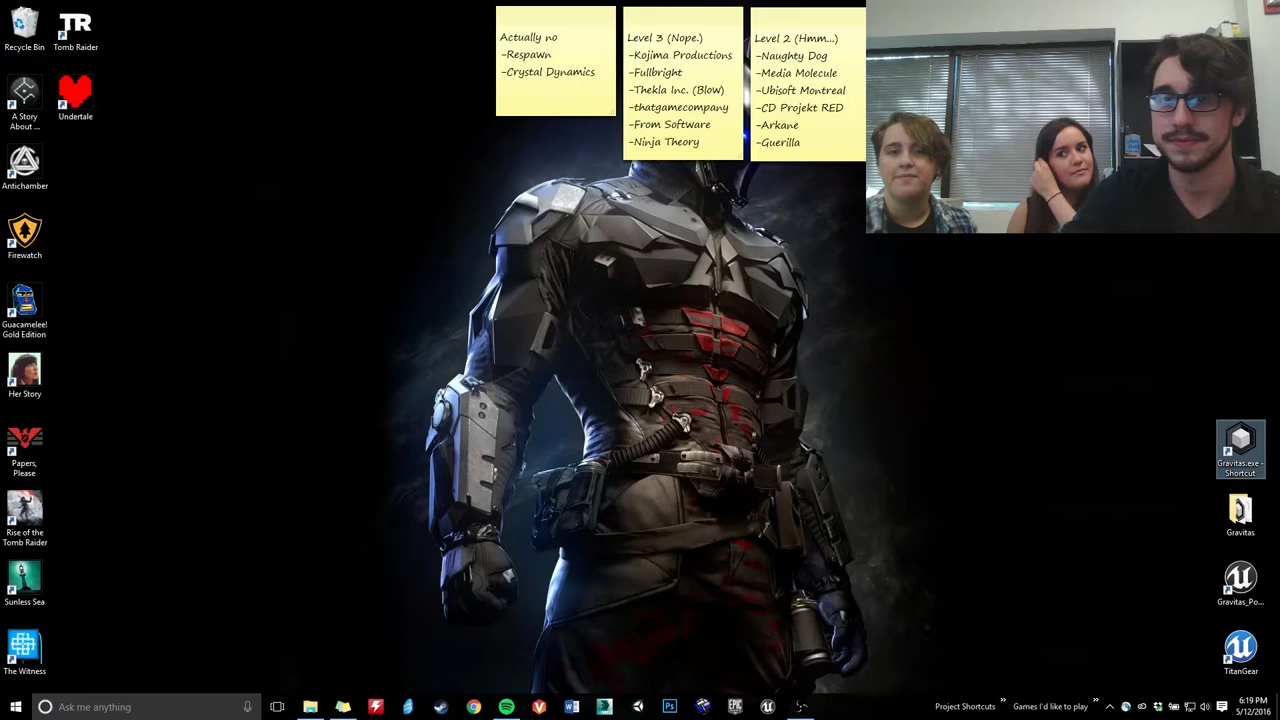 Recycle Bin
TR
Tomb Raider
A Story
About ...
Undertale
Antichamber
Firewatch
Guacamelee!
Gold Edition
Her Story
Papers,
Please
Rise of the
Tomb Raider
Sunless Sea
The Witness
Actually no
-Respawn
-Crystal Dynamics
Level 3 (Nope.)
-Kojima Productions
-Fullbright
-Thekla Inc. (Blow)
-thatgamecompany
-From Software
-Ninja Theory
Level 2 (Hmm...)
-Naughty Dog
-Media Molecule
-Ubisoft Montreal
-CD Projekt RED
-Arkane
-Guerilla
Gravitas.exe -
Shortcut
Gravitas
Gravitas_Po...
TitanGear
Ask me anything
Project Shortcuts
Games I'd like to play
6:19 PM
5/12/2016